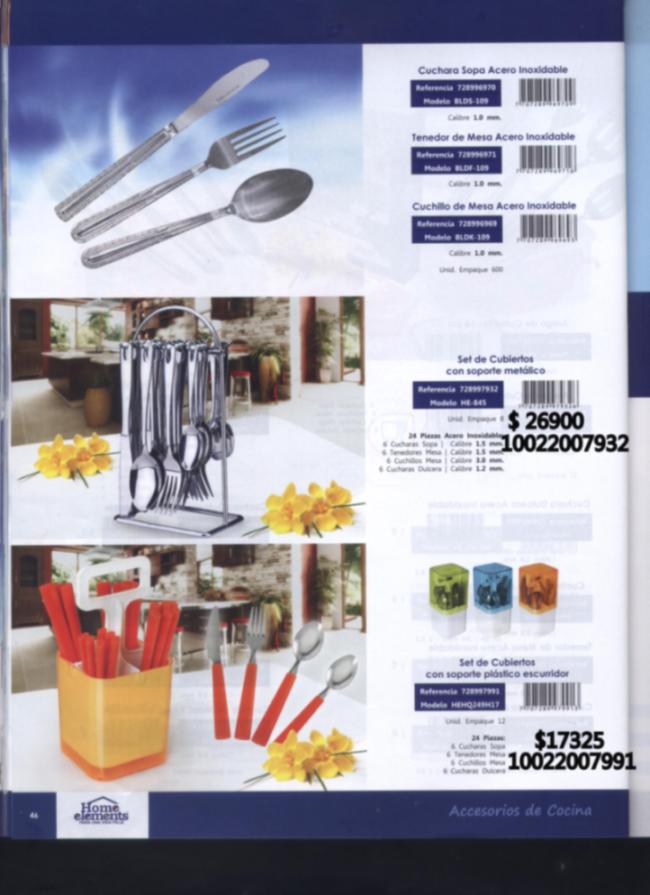 Cuchara Sopa Acero Inoxidable
Referencia 728996970
Modelo BLDS-109
Calibre 1.0 mm.
Tenedor de Mesa Acero Inoxidable
Referencia 728996971
Modelo BLDF-109
Calibre 1.0 mm.
Cuchillo de Mesa Acero Inoxidable
Referencia 728996969
Modelo BLDK-109
Calibre 1.0 mm.
Unid. Empaque 600
Set de Cubiertos
con soporte metálico
Referencia 728997932
Modelo HE-845
Unid. Empaque 8
$ 26900
10022007932
24 Piezas Acero Inoxidable
6 Cucharas Sopa | Calibre 1.5 mm.
6 Tenedores Mesa | Calibre 1.5 mm.
6 Cuchillos Mesa | Calibre 3.0 mm.
6 Cucharas Dulcera | Calibre 1.2 mm.
Set de Cubiertos
con soporte plástico escurridor
Referencia 728997991
Modelo HEHQ249H17
Unid. Empaque 12
24 Piezas:
6 Cucharas Sopa
6 Tenedores Mesa
6 Cuchillos Mesa
6 Cucharas Dulcera
$17325
10022007991
46
Home
elements
Accesorios de Cocina